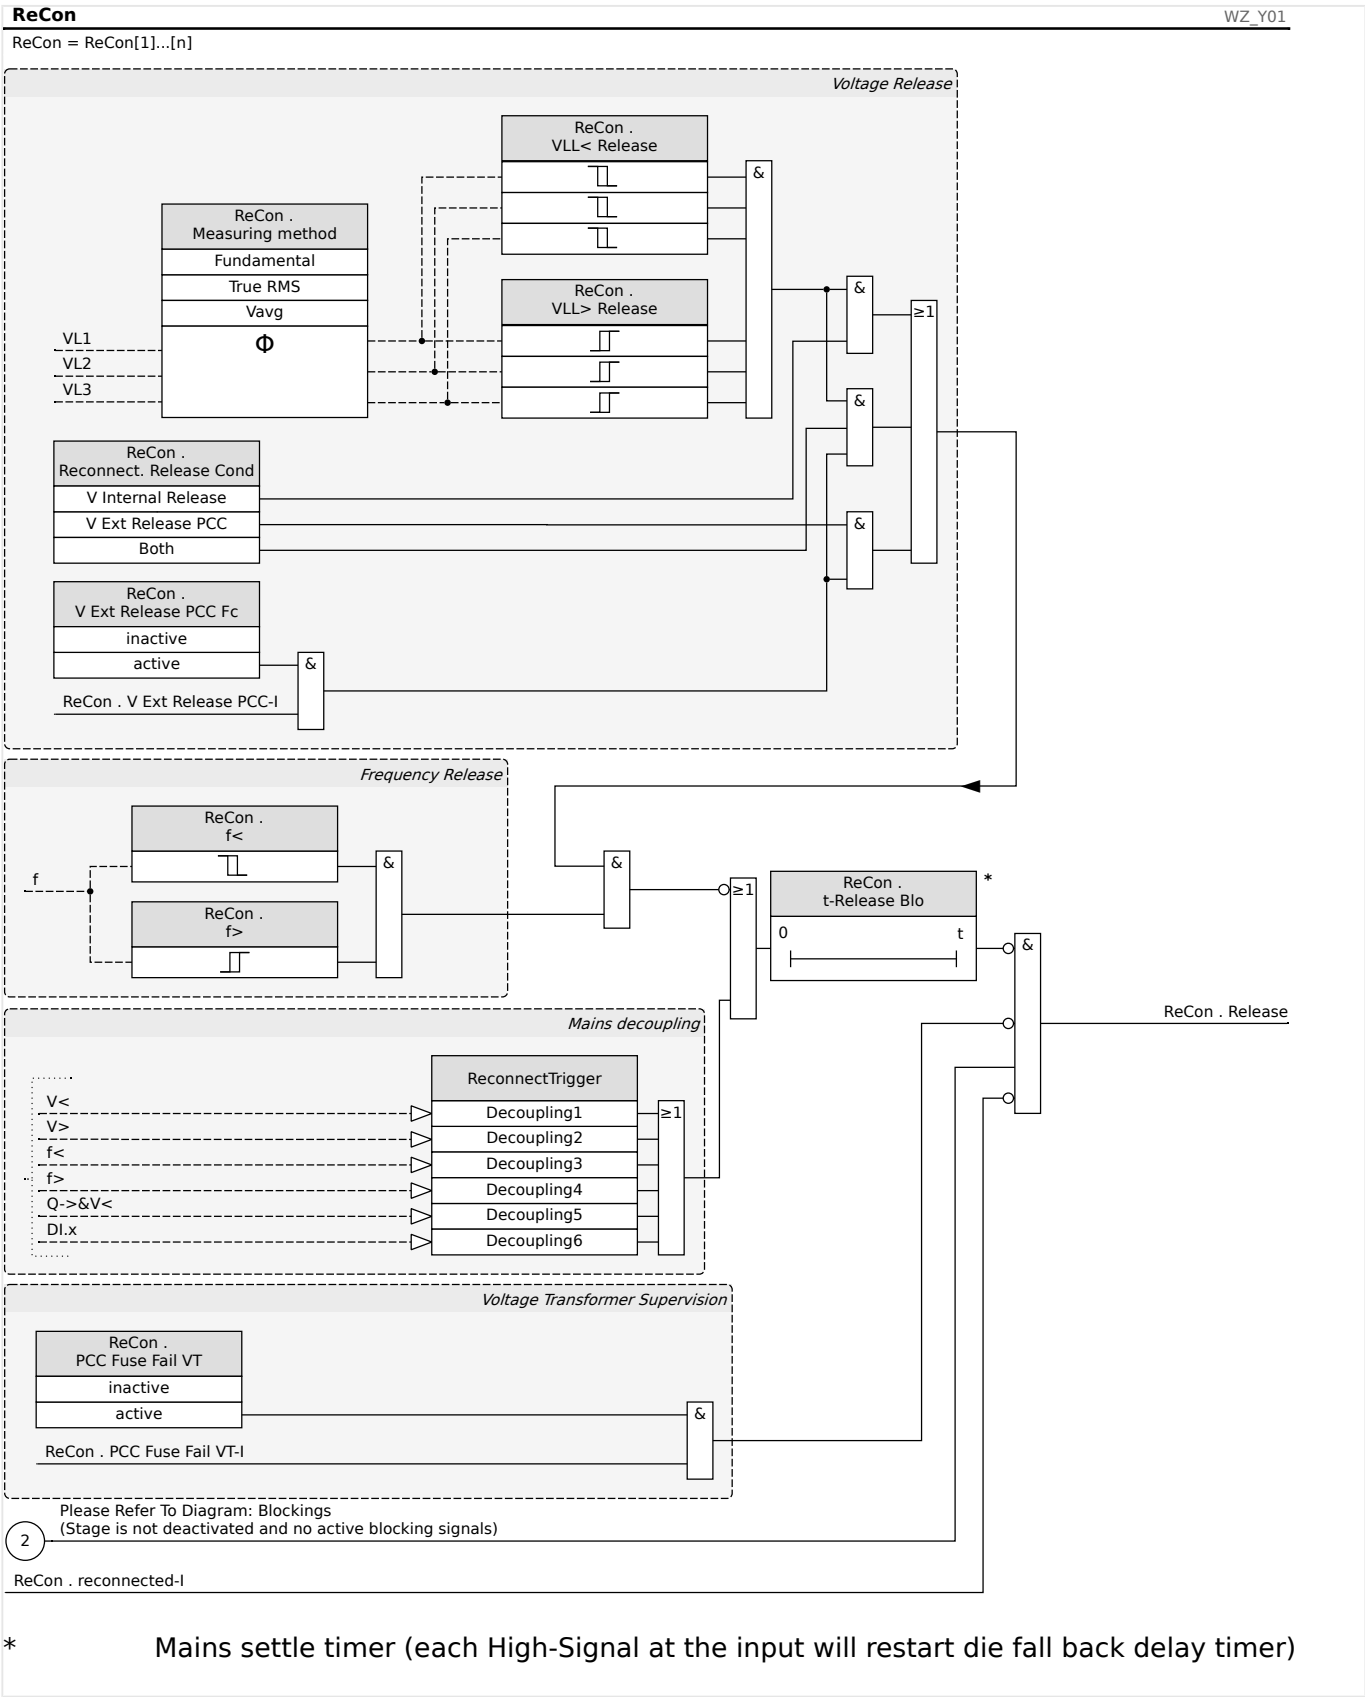 ReCon
WZ_Y01
ReCon = ReCon[1]...[n]
Voltage Release
ReCon .
VLL< Release
&
ReCon .
Measuring method
Fundamental
True RMS
Vavg
Φ
VL1
VL2
VL3
ReCon .
VLL> Release
&
≥1
&
ReCon .
Reconnect. Release Cond
V Internal Release
V Ext Release PCC
Both
&
ReCon .
V Ext Release PCC Fc
inactive
active
&
ReCon . V Ext Release PCC-I
Frequency Release
ReCon .
f<
f
ReCon .
f>
&
&
≥1
ReCon .
t-Release Blo
*
0
t
&
ReCon . Release
Mains decoupling
ReconnectTrigger
V<
Decoupling1
V>
Decoupling2
f<
Decoupling3
f>
Decoupling4
Q->&V<
Decoupling5
DI.x
Decoupling6
≥1
Voltage Transformer Supervision
ReCon .
PCC Fuse Fail VT
inactive
active
&
ReCon . PCC Fuse Fail VT-I
Please Refer To Diagram: Blockings
(Stage is not deactivated and no active blocking signals)
2
ReCon . reconnected-I
* Mains settle timer (each High-Signal at the input will restart die fall back delay timer)